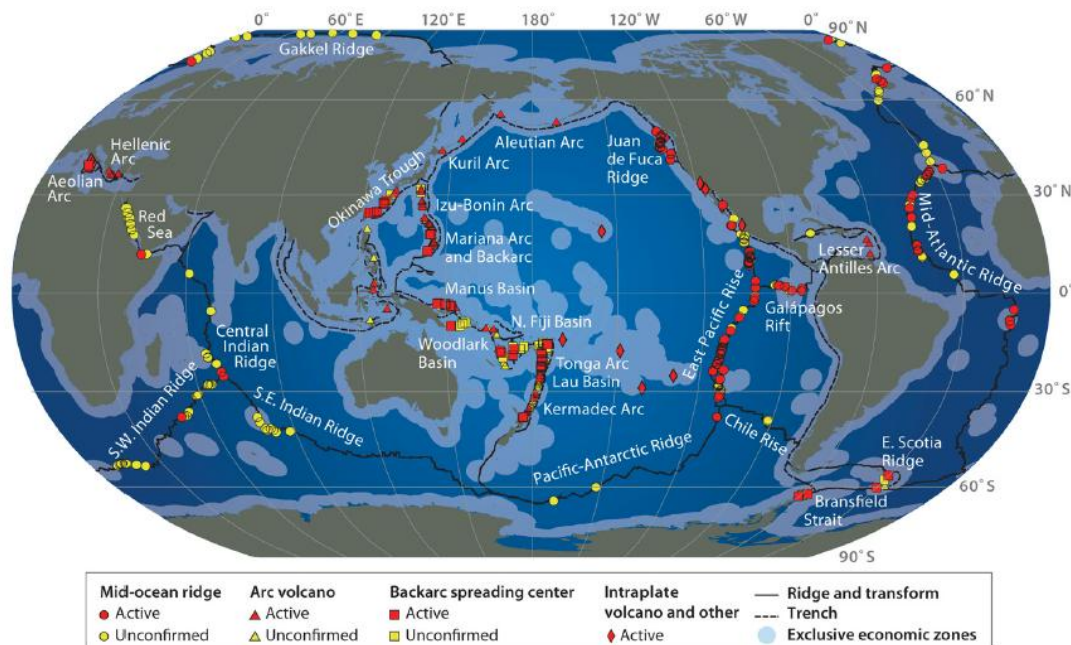 0°
60°E
120°E
180°
120°W
60°W
0°
90°N
60°N
30°N
0°
30°S
60°S
90°S
Gakkel Ridge
Hellenic
Arc
Aeolian
Arc
Red
Sea
Okinawa Trough
Kuril Arc
Aleutian Arc
Juan
de Fuca
Ridge
Izu-Bonin Arc
Mariana Arc
and Backarc
Manus Basin
N. Fiji Basin
Woodlark
Basin
Tonga Arc
Lau Basin
Kermadec Arc
East Pacific Rise
Galápagos
Rift
Lesser
Antilles Arc
Mid-Atlantic Ridge
Central
Indian
Ridge
S.W. Indian Ridge
S.E. Indian Ridge
Pacific-Antarctic Ridge
Chile Rise
E. Scotia
Ridge
Bransfield
Strait
180°
Mid-ocean ridge
Active
Unconfirmed
Arc volcano
Active
Unconfirmed
Backarc spreading center
Active
Unconfirmed
Intraplate
volcano and other
Active
Ridge and transform
Trench
Exclusive economic zones